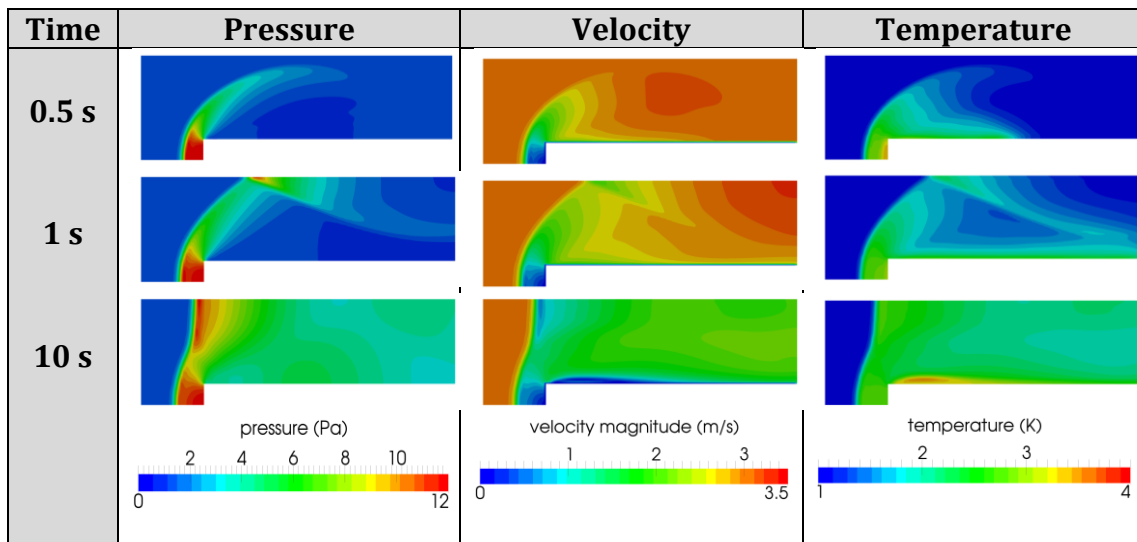 Time Pressure Velocity Temperature
0.5 s
1 s
10 s
pressure (Pa) velocity magnitude (m/s) temperature (K)
2 4 6 8 10 1 2 3 2 3
0 12 0 3.5 1 4